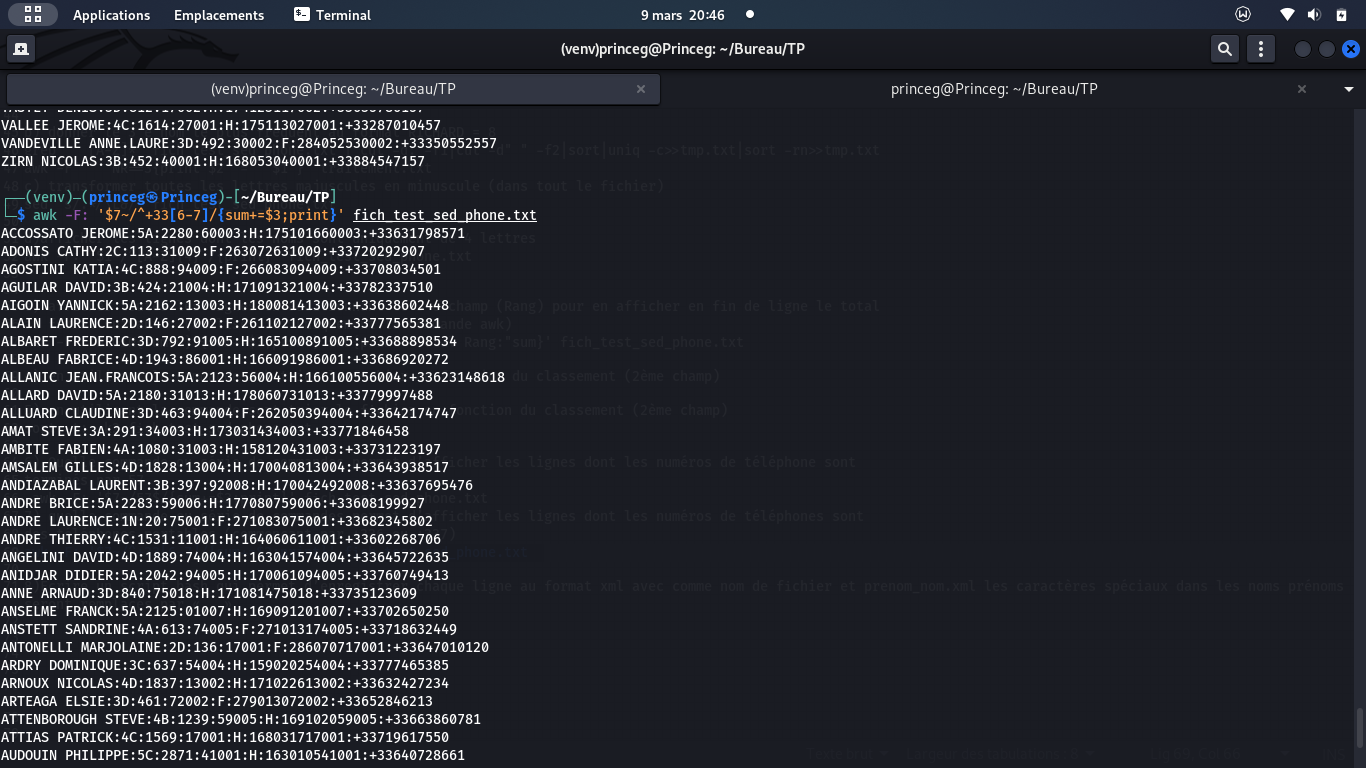 Applications Emplacements Terminal 9 mars 20:46
(venv)princeg@Princeg: ~/Bureau/TP
(venv)princeg@Princeg: ~/Bureau/TP princeg@Princeg: ~/Bureau/TP
VALLEE JEROME:4C:1614:27001:H:175113027001:+33287010457
VANDEVILLE ANNE.LAURE:3D:492:30002:F:284052530002:+33350552557
ZIRN NICOLAS:3B:452:40001:H:168053040001:+33884547157
┌──(venv)─(princeg㉿Princeg)-[~/Bureau/TP]
└─$ awk -F: '$7~/^+33[6-7]/{sum+=$3;print}' fich_test_sed_phone.txt
ACCOSSATO JEROME:5A:2280:60003:H:175101660003:+33631798571
ADONIS CATHY:2C:113:31009:F:263072631009:+33720292907
AGOSTINI KATIA:4C:888:94009:F:266083094009:+33708034501
AGUILAR DAVID:3B:424:21004:H:171091321004:+33782337510
AIGOIN YANNICK:5A:2162:13003:H:180081413003:+33638602448
ALAIN LAURENCE:2D:146:27002:F:261102127002:+33777565381
ALBARET FREDERIC:3D:792:91005:H:165100891005:+33688898534
ALBEAU FABRICE:4D:1943:86001:H:166091986001:+33686920272
ALLANIC JEAN.FRANCOIS:5A:2123:56004:H:166100556004:+33623148618
ALLARD DAVID:5A:2180:31013:H:178060731013:+33779997488
ALLUARD CLAUDINE:3D:463:94004:F:262050394004:+33642174747
AMAT STEVE:3A:291:34003:H:173031434003:+33771846458
AMBITE FABIEN:4A:1080:31003:H:158120431003:+33731223197
AMSALEM GILLES:4D:1828:13004:H:170040813004:+33643938517
ANDIAZABAL LAURENT:3B:397:92008:H:170042492008:+33637695476
ANDRE BRICE:5A:2283:59006:H:177080759006:+33608199927
ANDRE LAURENCE:1N:20:75001:F:271083075001:+33682345802
ANDRE THIERRY:4C:1531:11001:H:164060611001:+33602268706
ANGELINI DAVID:4D:1889:74004:H:163041574004:+33645722635
ANIDJAR DIDIER:5A:2042:94005:H:170061094005:+33760749413
ANNE ARNAUD:3D:840:75018:H:171081475018:+33735123609
ANSELME FRANCK:5A:2125:01007:H:169091201007:+33702650250
ANSTETT SANDRINE:4A:613:74005:F:271013174005:+33718632449
ANTONELLI MARJOLAINE:2D:136:17001:F:286070717001:+33647010120
ARDRY DOMINIQUE:3C:637:54004:H:159020254004:+33777465385
ARNOUX NICOLAS:4D:1837:13002:H:171022613002:+33632427234
ARTEAGA ELSIE:3D:461:72002:F:279013072002:+33652846213
ATTENBOROUGH STEVE:4B:1239:59005:H:169102059005:+33663860781
ATTIAS PATRICK:4C:1569:17001:H:168031717001:+33719617550
AUDOUIN PHILIPPE:5C:2871:41001:H:163010541001:+33640728661